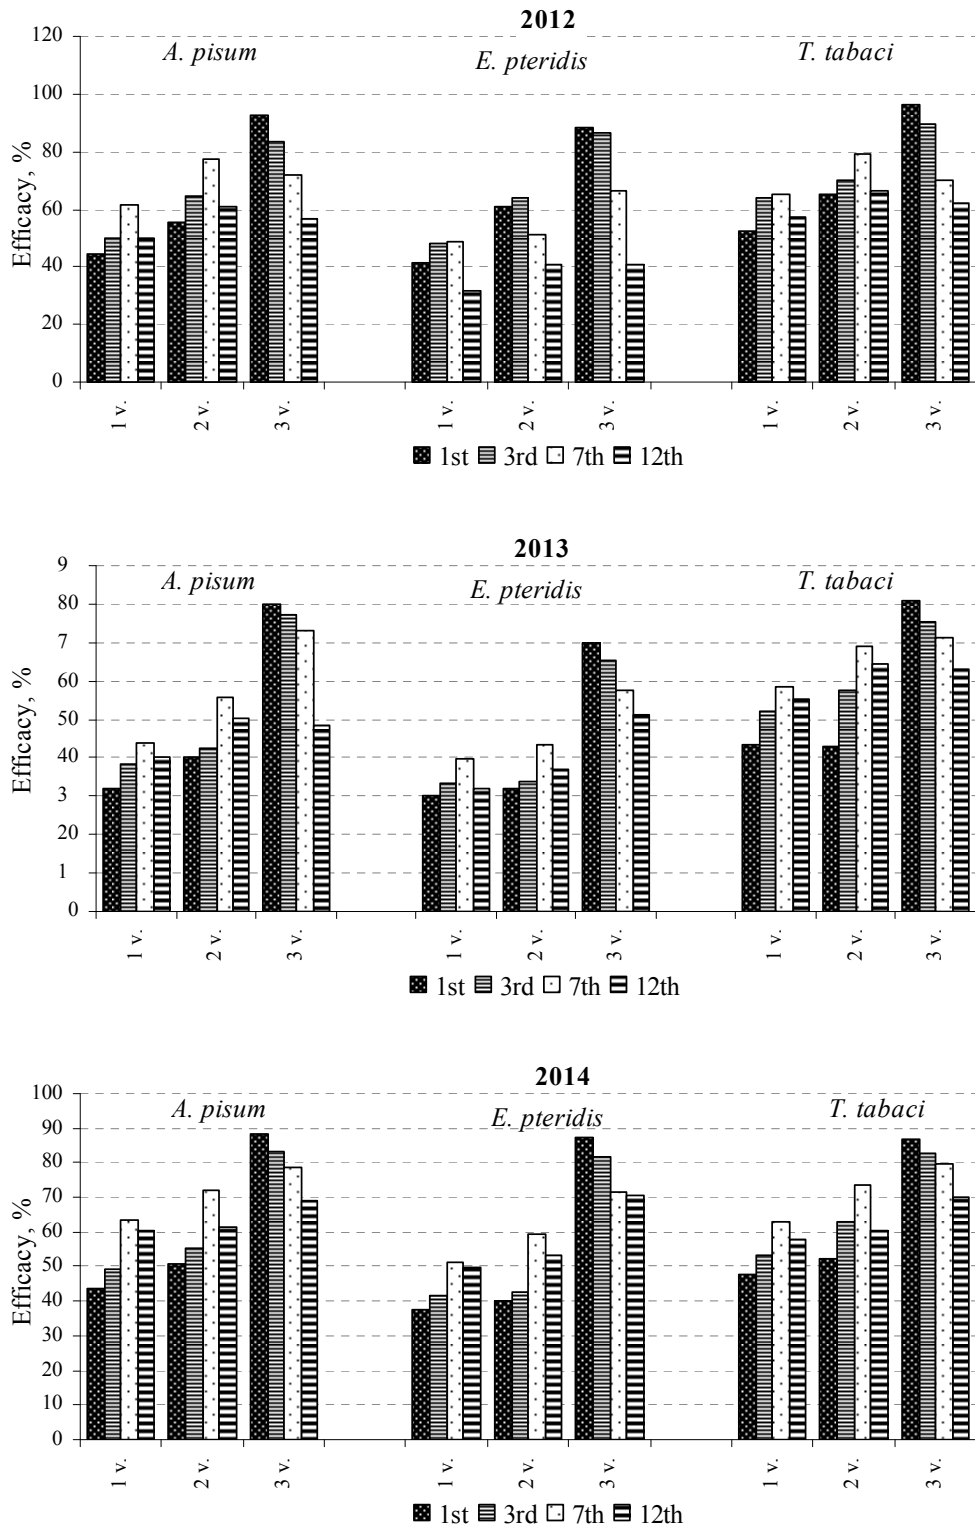 2012
120
A. pisum
E. pteridis
T. tabaci
100
80
60
40
20
0
Efficacy, %
1 v.
2 v.
3 v.
1 v.
2 v.
3 v.
1 v.
2 v.
3 v.
1st 3rd 7th 12th
2013
9
A. pisum
E. pteridis
T. tabaci
80
7
60
50
40
3
20
1
0
Efficacy, %
1 v.
2 v.
3 v.
1 v.
2 v.
3 v.
1 v.
2 v.
3 v.
1st 3rd 7th 12th
2014
100
A. pisum
E. pteridis
T. tabaci
90
80
70
60
50
40
30
20
10
0
Efficacy, %
1 v.
2 v.
3 v.
1 v.
2 v.
3 v.
1 v.
2 v.
3 v.
1st 3rd 7th 12th